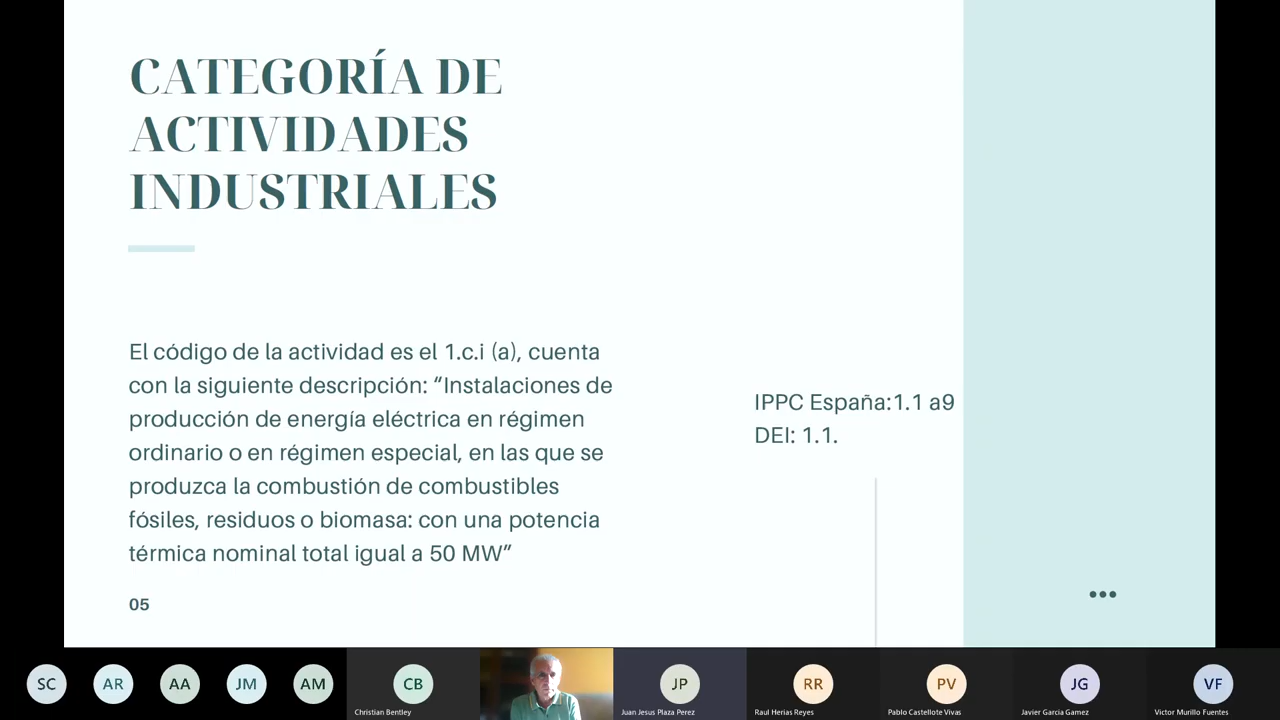 CATEGORÍA DE
ACTIVIDADES
INDUSTRIALES
El código de la actividad es el 1.c.i (a), cuenta
con la siguiente descripción: “Instalaciones de
producción de energía eléctrica en régimen
ordinario o en régimen especial, en las que se
produzca la combustión de combustibles
fósiles, residuos o biomasa: con una potencia
térmica nominal total igual a 50 MW”
IPPC España:1.1 a9
DEI: 1.1.
05
SC
AR
AA
JM
AM
CB
Christian Bentley
JP
Juan Jesus Plaza Perez
RR
Raul Herias Reyes
PV
Pablo Castellote Vivas
JG
Javier Garcia Gamez
VF
Victor Murillo Fuentes